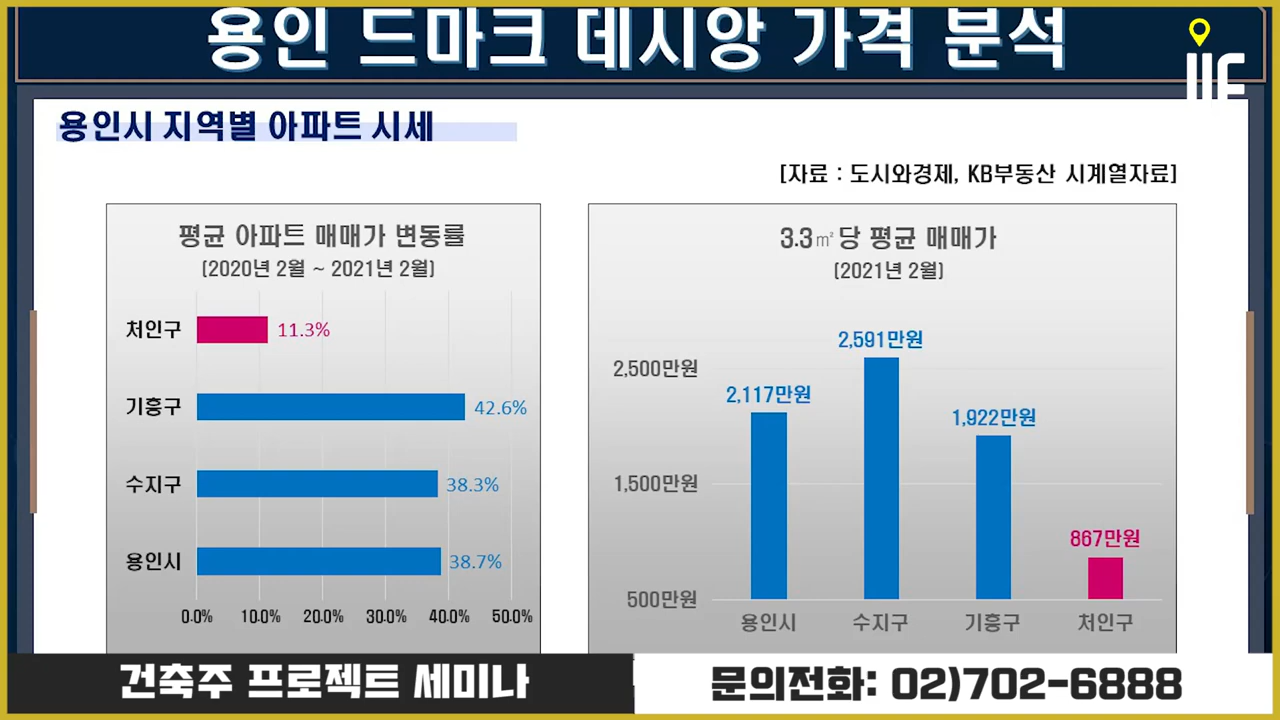 용인 드마크 데시앙 가격 분석
용인시 지역별 아파트 시세
[자료 : 도시와경제, KB부동산 시계열자료]
평균 아파트 매매가 변동률
(2020년 2월 ~ 2021년 2월)
처인구 11.3%
기흥구 42.6%
수지구 38.3%
용인시 38.7%
0.0% 10.0% 20.0% 30.0% 40.0% 50.0%
3.3㎡당 평균 매매가
(2021년 2월)
2,591만원
2,500만원
2,117만원
1,922만원
1,500만원
867만원
500만원
용인시 수지구 기흥구 처인구
건축주 프로젝트 세미나
문의전화: 02)702-6888